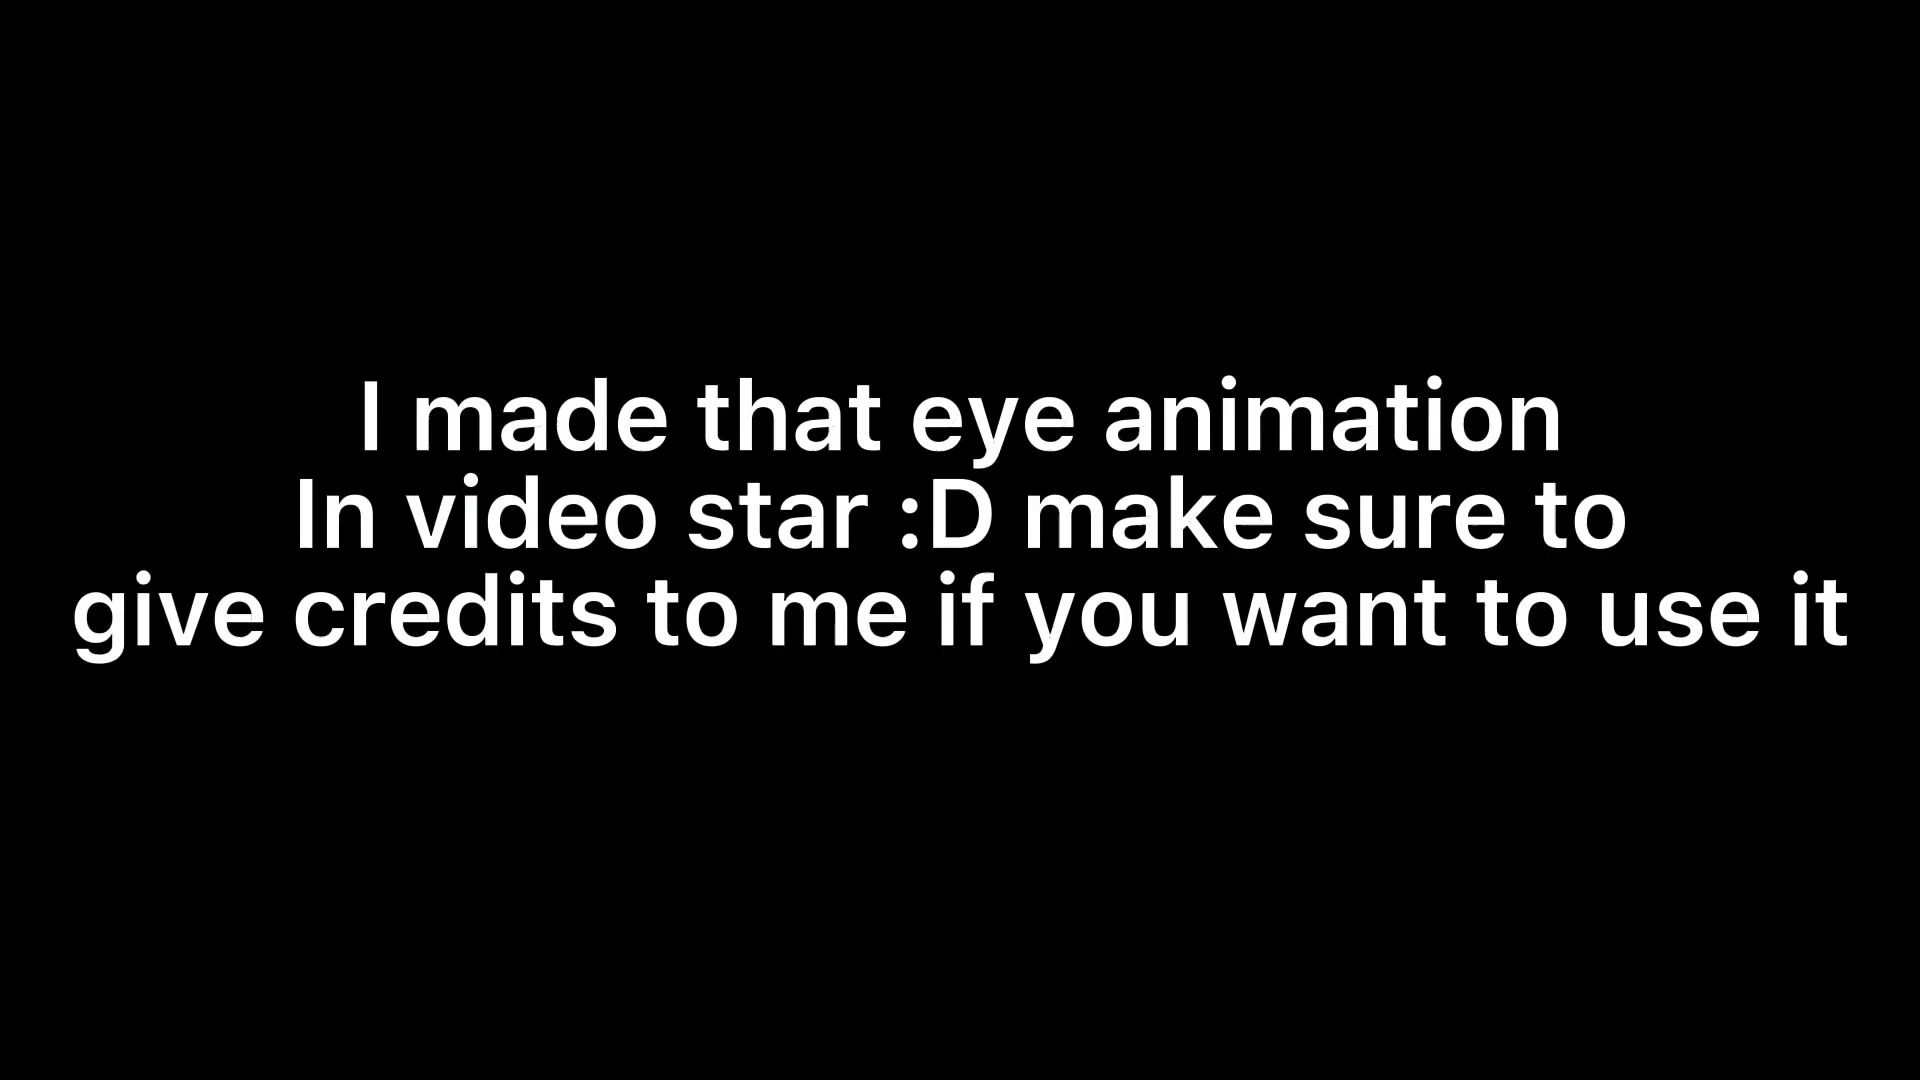 I made that eye animation
In video star :D make sure to
give credits to me if you want to use it